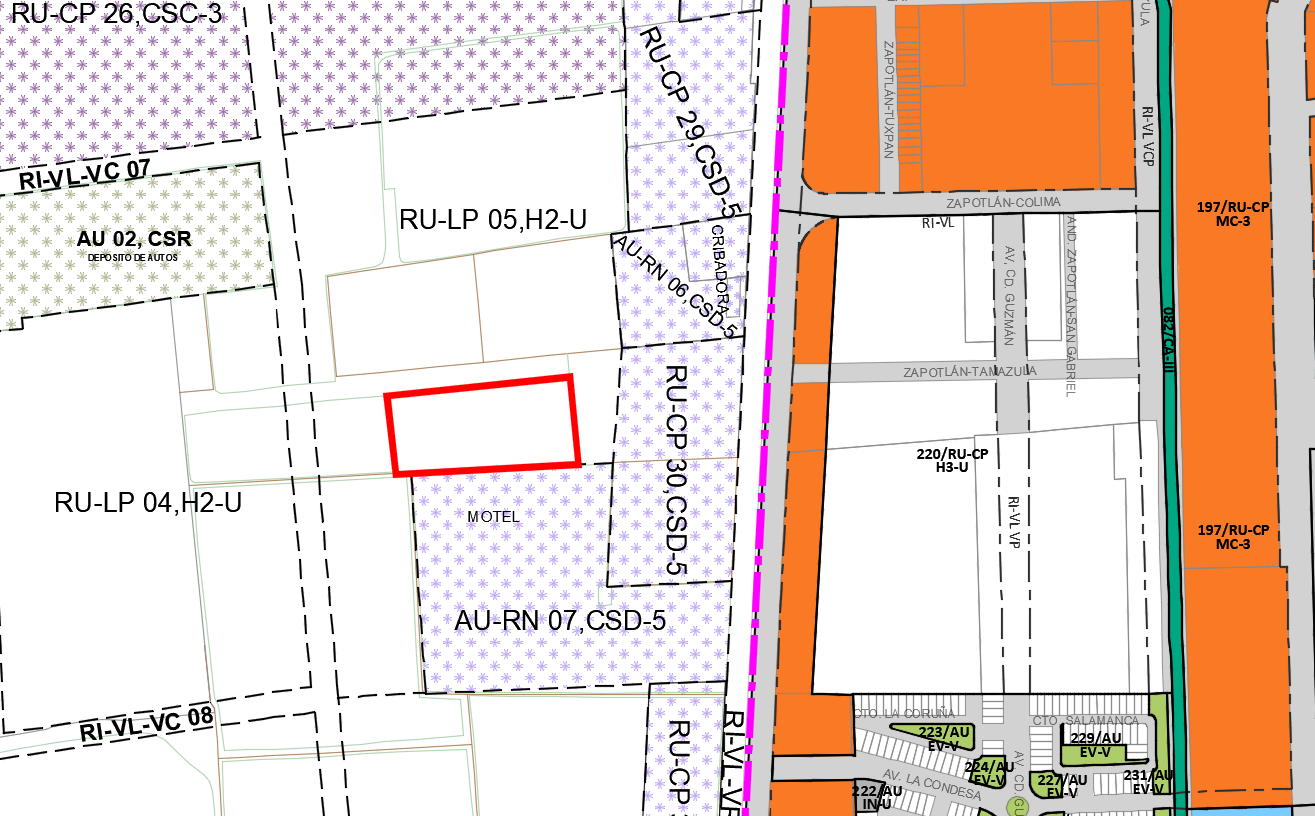 RU-CP 26,CSC-3
RU-CP 29,CSD-5
ZAPOTLÁN-TUXPAN
RI-VL VCP
RI-VL-VC 07
ZAPOTLÁN-COLIMA
197/RU-CP
MC-3
RU-LP 05,H2-U
RI-VL
AU 02, CSR
DEPOSITO DE AUTOS
AU-RN 06,CSD-5
CRIBADORA
AV. CD. GUZMÁN
AND. ZAPOTLÁN-SAN GABRIEL
082/CA-III
ZAPOTLÁN-TAMAZULA
RU-CP 30,CSD-5
220/RU-CP
H3-U
RU-LP 04,H2-U
MOTEL
RI-VL VP
197/RU-CP
MC-3
AU-RN 07,CSD-5
RI-VL-VC 08
RU-CP
RI-VL-VP
CTO. LA CORUÑA
CTO. SALAMANCA
223/AU
EV-V
229/AU
EV-V
224/AU
EV-V
227/AU
EV-V
231/AU
EV-V
AV. LA CONDESA
AV. CD. GU
222/AU
IN-U